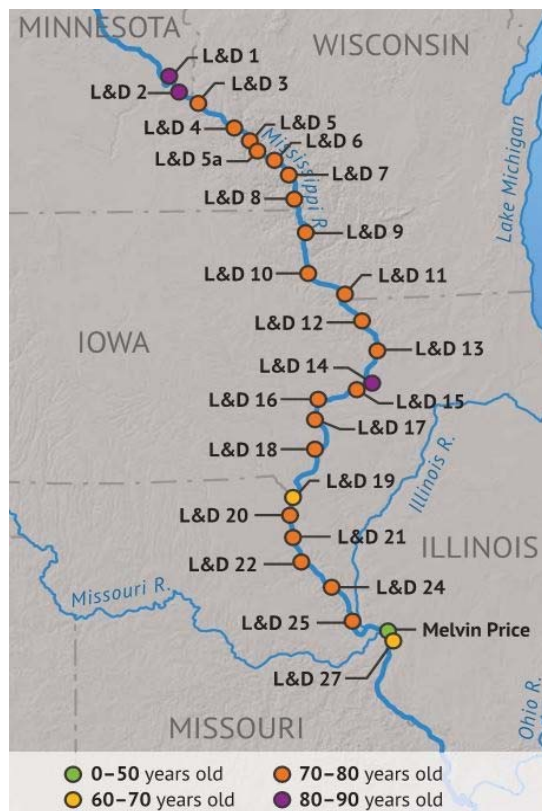 MINNESOTA
WISCONSIN
L&D 1
L&D 2
L&D 3
L&D 4
L&D 5
L&D 5a
L&D 6
Mississippi R.
L&D 7
L&D 8
L&D 9
L&D 10
L&D 11
Lake Michigan
L&D 12
IOWA
L&D 13
L&D 14
L&D 15
L&D 16
L&D 17
L&D 18
Illinois R.
L&D 19
L&D 20
L&D 21
ILLINOIS
L&D 22
L&D 24
Missouri R.
L&D 25
Melvin Price
L&D 27
Ohio R.
MISSOURI
0–50 years old
70–80 years old
60–70 years old
80–90 years old